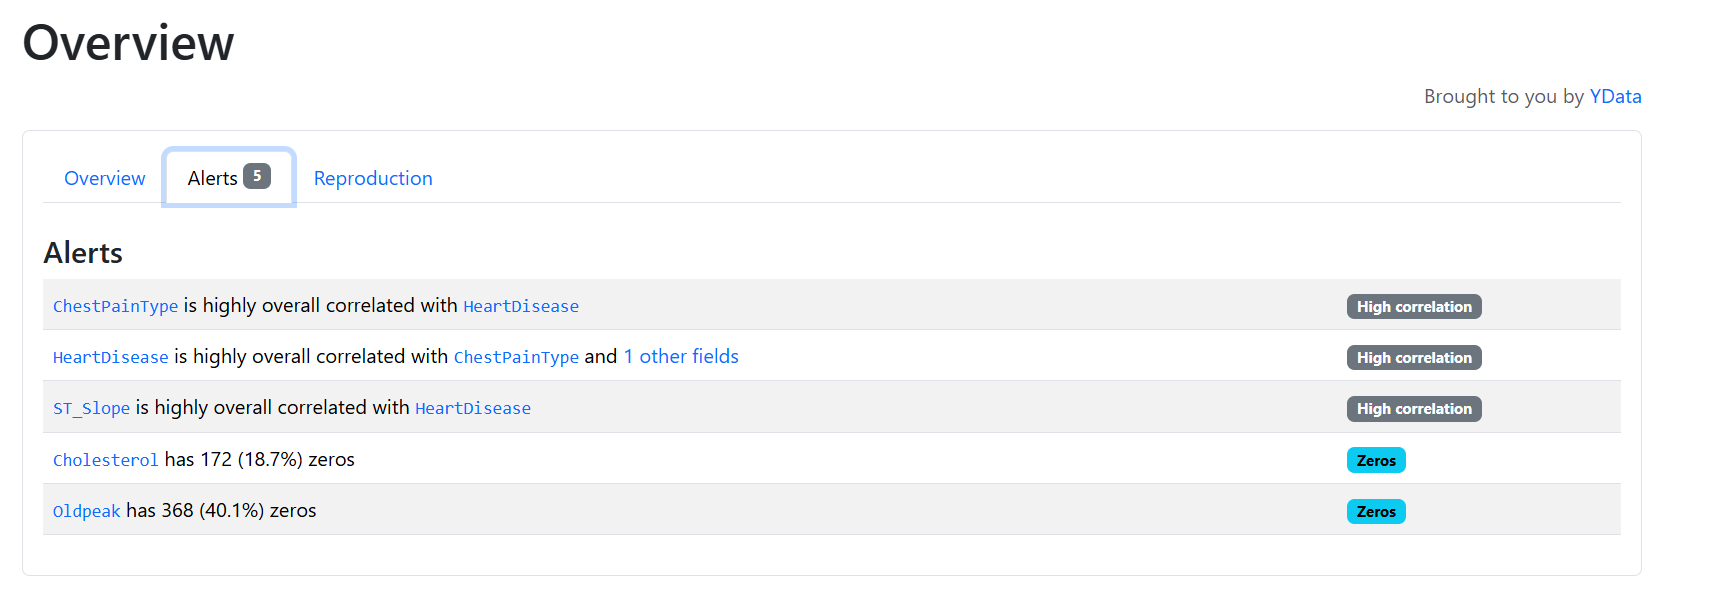 Overview
Brought to you by YData
Overview Alerts 5 Reproduction
Alerts
ChestPainType is highly overall correlated with HeartDisease High correlation
HeartDisease is highly overall correlated with ChestPainType and 1 other fields High correlation
ST_Slope is highly overall correlated with HeartDisease High correlation
Cholesterol has 172 (18.7%) zeros Zeros
Oldpeak has 368 (40.1%) zeros Zeros